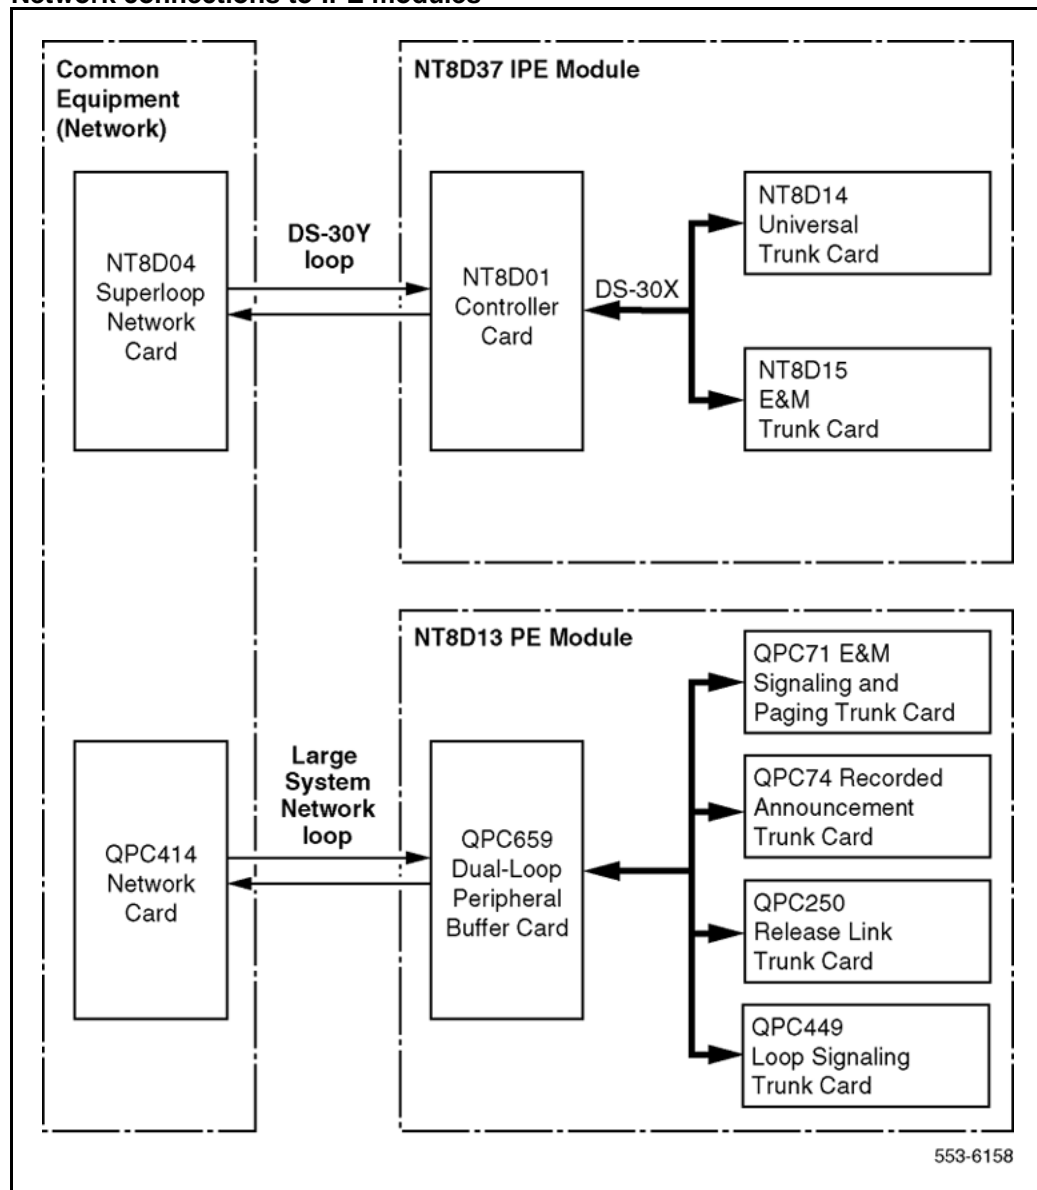 Network connections to IPE modules
Common
Equipment
(Network)
NT8D37 IPE Module
NT8D04
Superloop
Network
Card
DS-30Y
loop
NT8D01
Controller
Card
DS-30X
NT8D14
Universal
Trunk Card
NT8D15
E&M
Trunk Card
NT8D13 PE Module
QPC414
Network
Card
Large
System
Network
loop
QPC659
Dual-Loop
Peripheral
Buffer Card
QPC71 E&M
Signaling and
Paging Trunk Card
QPC74 Recorded
Announcement
Trunk Card
QPC250
Release Link
Trunk Card
QPC449
Loop Signaling
Trunk Card
553-6158